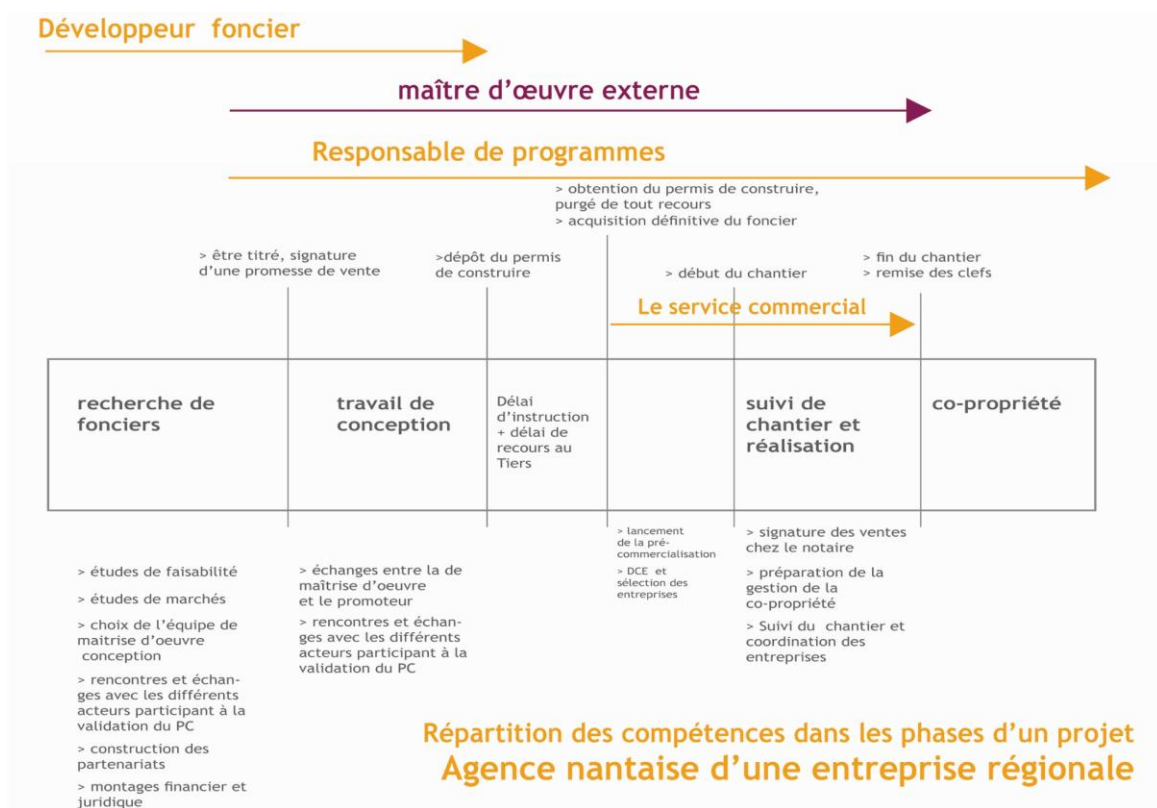 Développeur foncier
maître d'œuvre externe
Responsable de programmes
> obtention du permis de construire,
purgé de tout recours
> acquisition définitive du foncier
> être titré, signature
d'une promesse de vente
>dépôt du permis
de construire
> début du chantier
> fin du chantier
> remise des clefs
Le service commercial
recherche de
fonciers
travail de
conception
Délai
d'instruction
+ délai de
recours au
Tiers
suivi de
chantier et
réalisation
co-propriété
> études de faisabilité
> études de marchés
> choix de l'équipe de
maitrise d'oeuvre
conception
> rencontres et échan-
ges avec les différents
acteurs participant à la
validation du PC
> construction des
partenariats
> montages financier et
juridique
> échanges entre la de
maîtrise d'oeuvre
et le promoteur
> rencontres et échan-
ges avec les différents
acteurs participant à la
validation du PC
> lancement
de la pré-
commercialisation
> DCE et
sélection des
entreprises
> signature des ventes
chez le notaire
> préparation de la
gestion de la
co-propriété
> Suivi du chantier et
coordination des
entreprises
Répartition des compétences dans les phases d'un projet
Agence nantaise d'une entreprise régionale